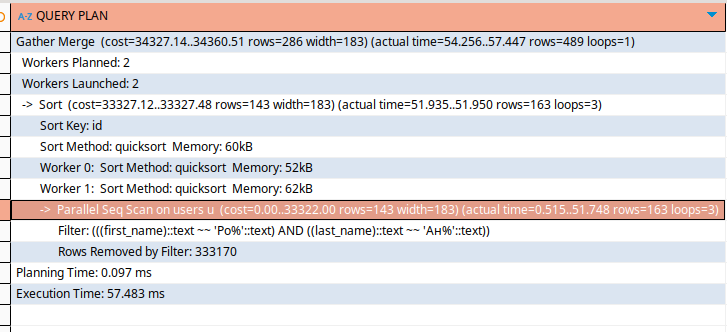 A-Z QUERY PLAN
Gather Merge (cost=34327.14..34360.51 rows=286 width=183) (actual time=54.256..57.447 rows=489 loops=1)
Workers Planned: 2
Workers Launched: 2
-> Sort (cost=33327.12..33327.48 rows=143 width=183) (actual time=51.935..51.950 rows=163 loops=3)
Sort Key: id
Sort Method: quicksort Memory: 60kB
Worker 0: Sort Method: quicksort Memory: 52kB
Worker 1: Sort Method: quicksort Memory: 62kB
-> Parallel Seq Scan on users u (cost=0.00..33322.00 rows=143 width=183) (actual time=0.515..51.748 rows=163 loops=3)
Filter: (((first_name)::text ~~ 'Ро%'::text) AND ((last_name)::text ~~ 'Ан%'::text))
Rows Removed by Filter: 333170
Planning Time: 0.097 ms
Execution Time: 57.483 ms